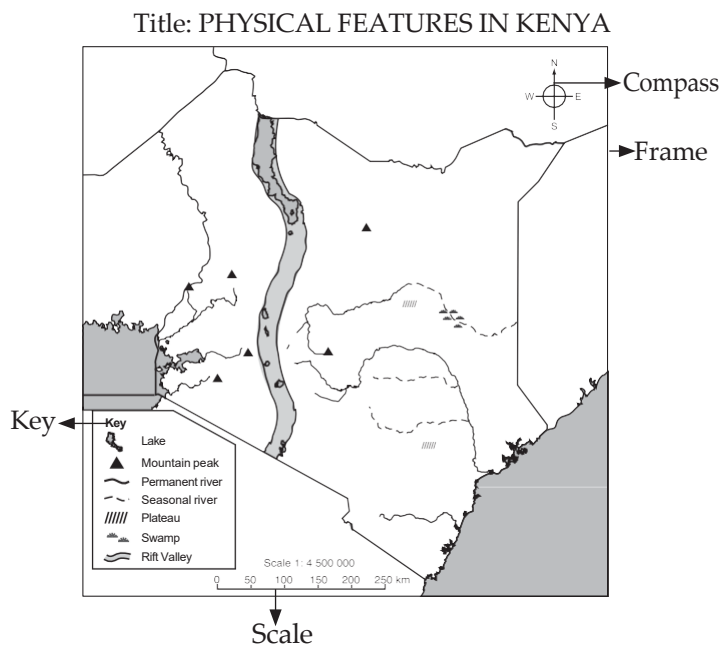 Title: PHYSICAL FEATURES IN KENYA
N
W E
S
Compass
Frame
Key
Key
Lake
Mountain peak
Permanent river
Seasonal river
Plateau
Swamp
Rift Valley
Scale 1: 4 500 000
0 50 100 150 200 250 km
Scale